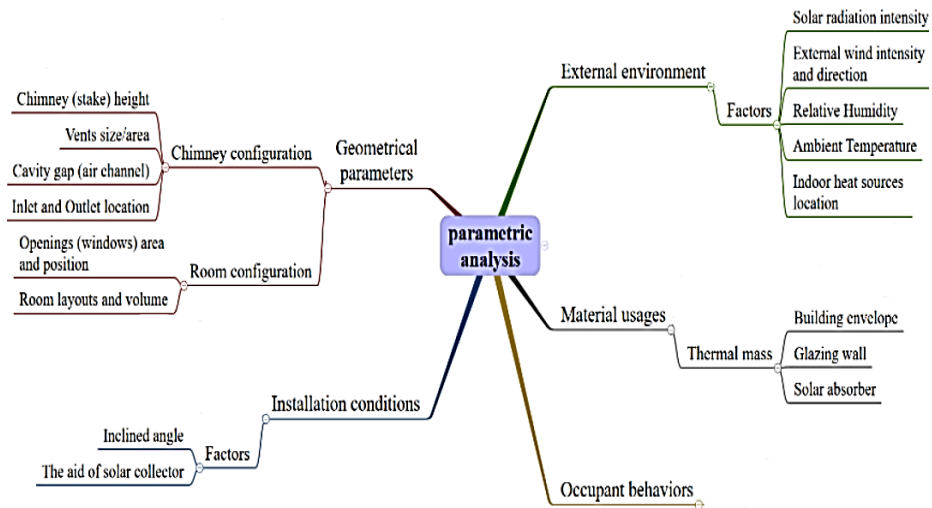 Solar radiation intensity
External wind intensity
and direction
External environment
Factors
Relative Humidity
Ambient Temperature
Indoor heat sources
location
Chimney (stake) height
Vents size/area
Chimney configuration
Cavity gap (air channel)
Inlet and Outlet location
Geometrical
parameters
Openings (windows) area
and position
Room configuration
Room layouts and volume
parametric
analysis
Material usages
Thermal mass
Building envelope
Glazing wall
Solar absorber
Installation conditions
Factors
Inclined angle
The aid of solar collector
Occupant behaviors